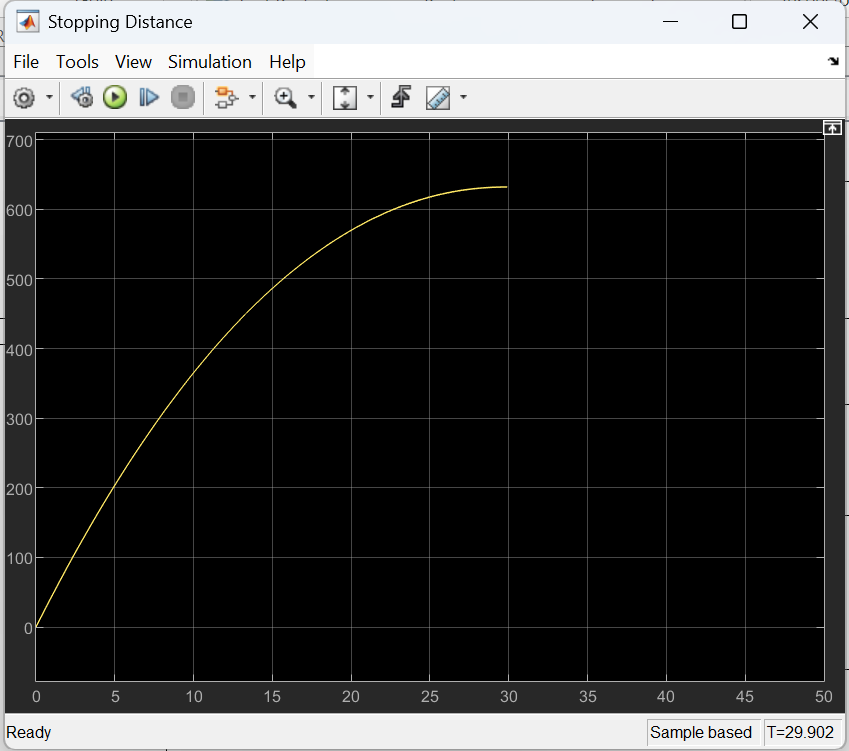 Stopping Distance
File Tools View Simulation Help
700
600
500
400
300
200
100
0
0 5 10 15 20 25 30 35 40 45 50
Ready
Sample based T=29.902